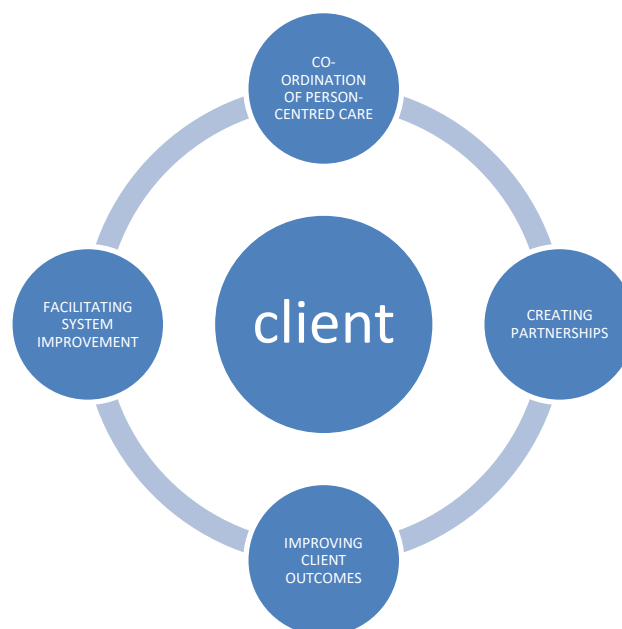 CO-
ORDINATION
OF PERSON-
CENTRED CARE
FACILITATING
SYSTEM
IMPROVEMENT
client
CREATING
PARTNERSHIPS
IMPROVING
CLIENT
OUTCOMES